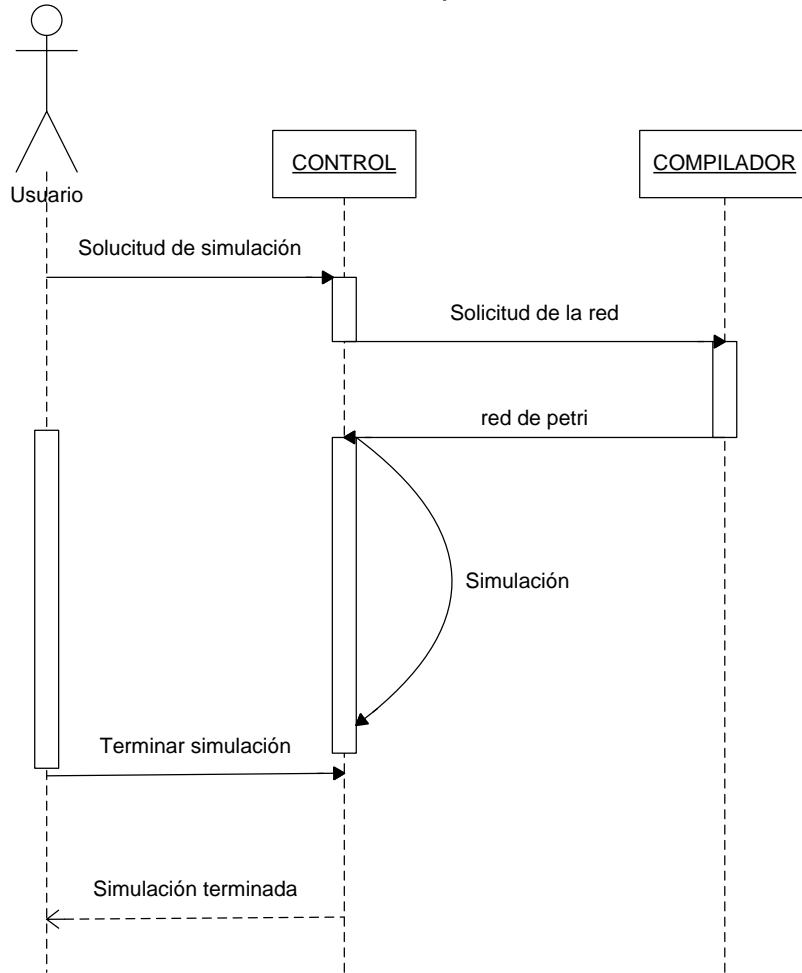 CONTROL
COMPILADOR
Usuario
Solucitud de simulación
Solicitud de la red
red de petri
Simulación
Terminar simulación
Simulación terminada